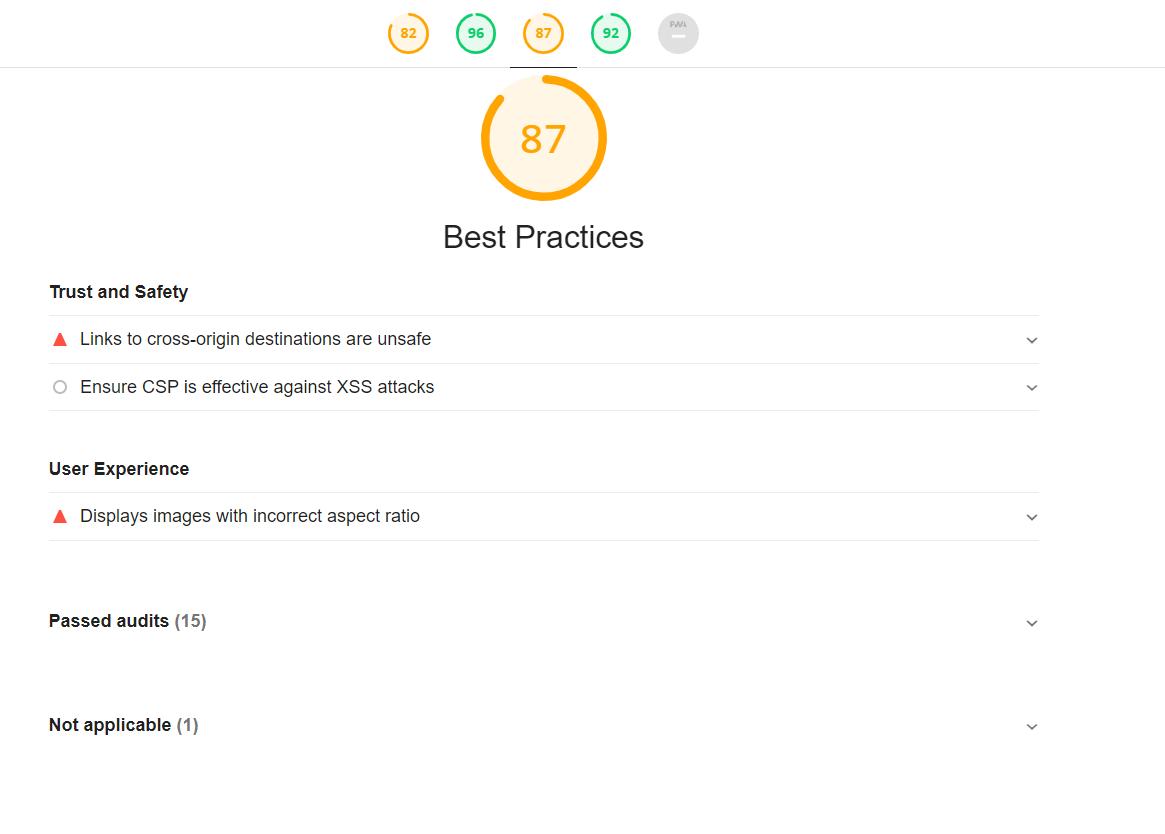 82 96 87 92 PWA
87
Best Practices
Trust and Safety
Links to cross-origin destinations are unsafe
Ensure CSP is effective against XSS attacks
User Experience
Displays images with incorrect aspect ratio
Passed audits (15)
Not applicable (1)